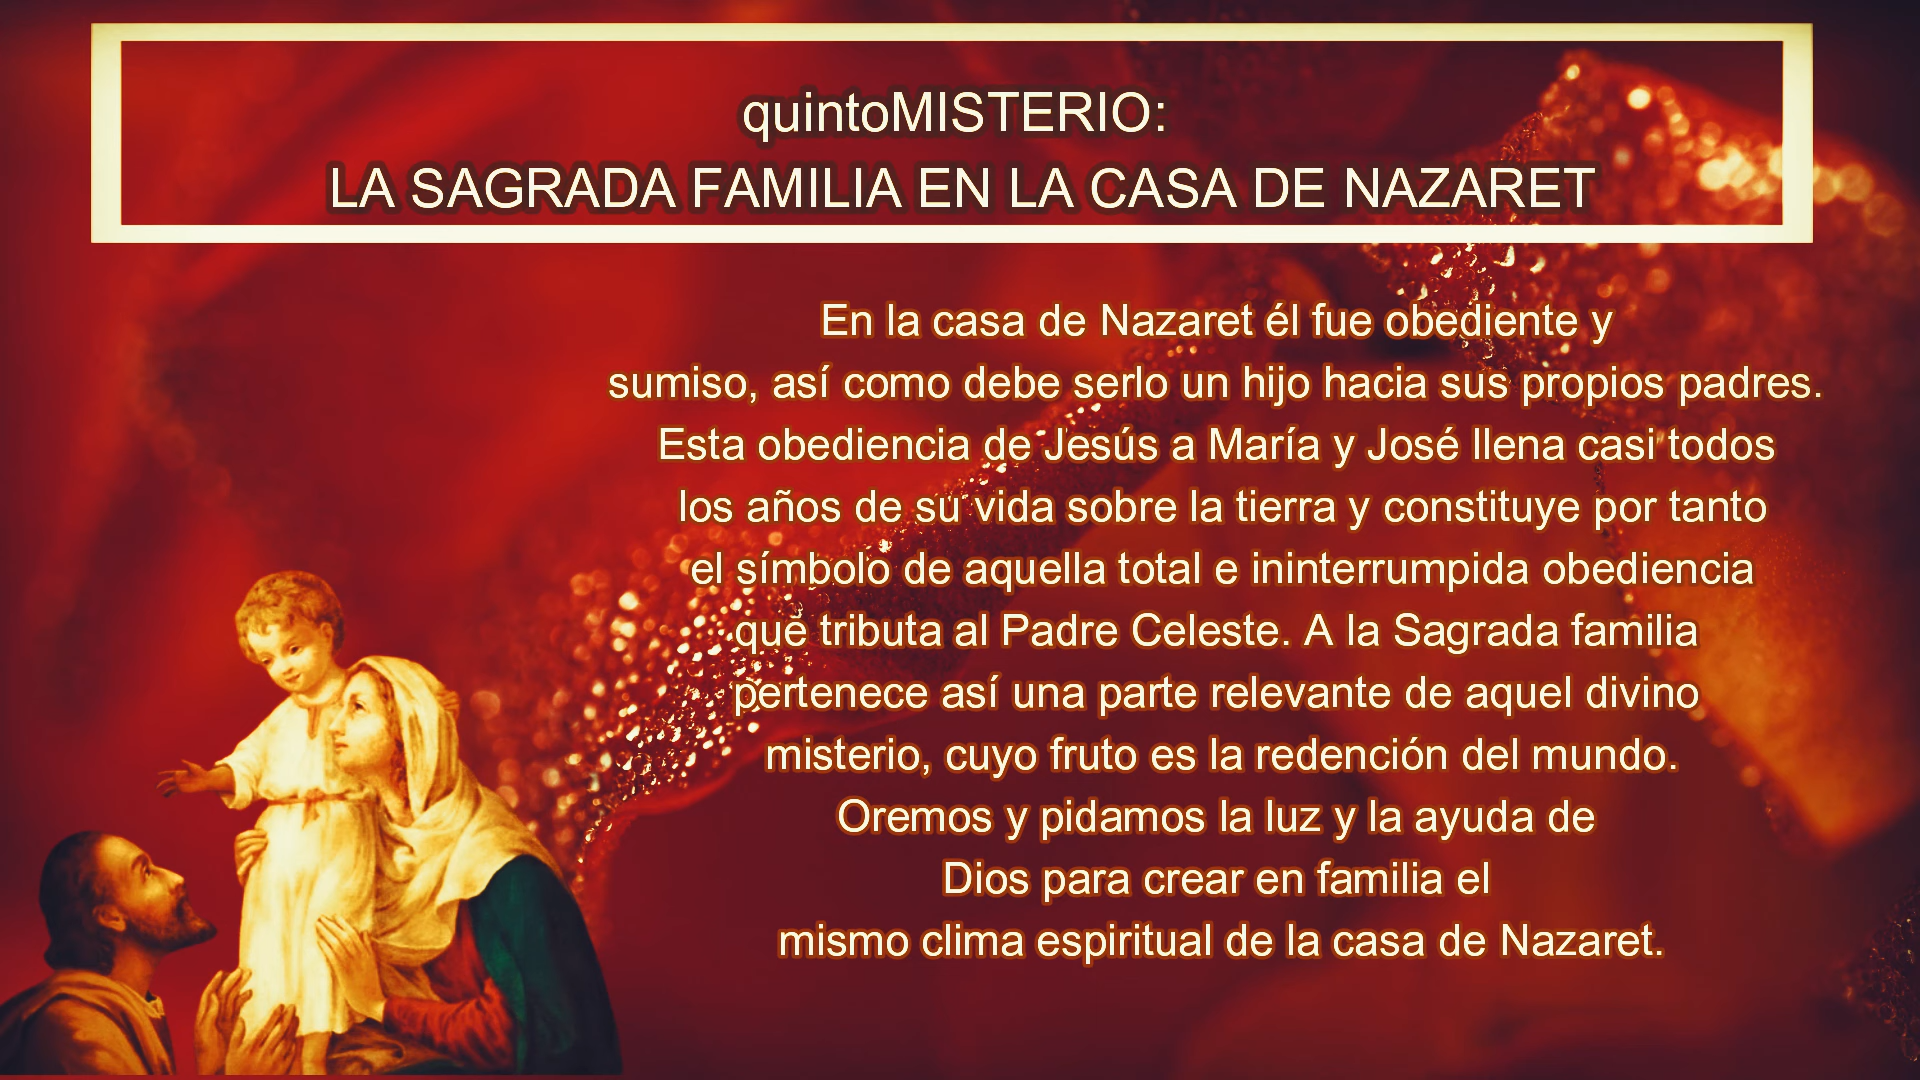 quintoMISTERIO:
LA SAGRADA FAMILIA EN LA CASA DE NAZARET
En la casa de Nazaret él fue obediente y
sumiso, así como debe serlo un hijo hacia sus propios padres.
Esta obediencia de Jesús a María y José llena casi todos
los años de su vida sobre la tierra y constituye por tanto
el símbolo de aquella total e ininterrumpida obediencia
que tributa al Padre Celeste. A la Sagrada familia
pertenece así una parte relevante de aquel divino
misterio, cuyo fruto es la redención del mundo.
Oremos y pidamos la luz y la ayuda de
Dios para crear en familia el
mismo clima espiritual de la casa de Nazaret.